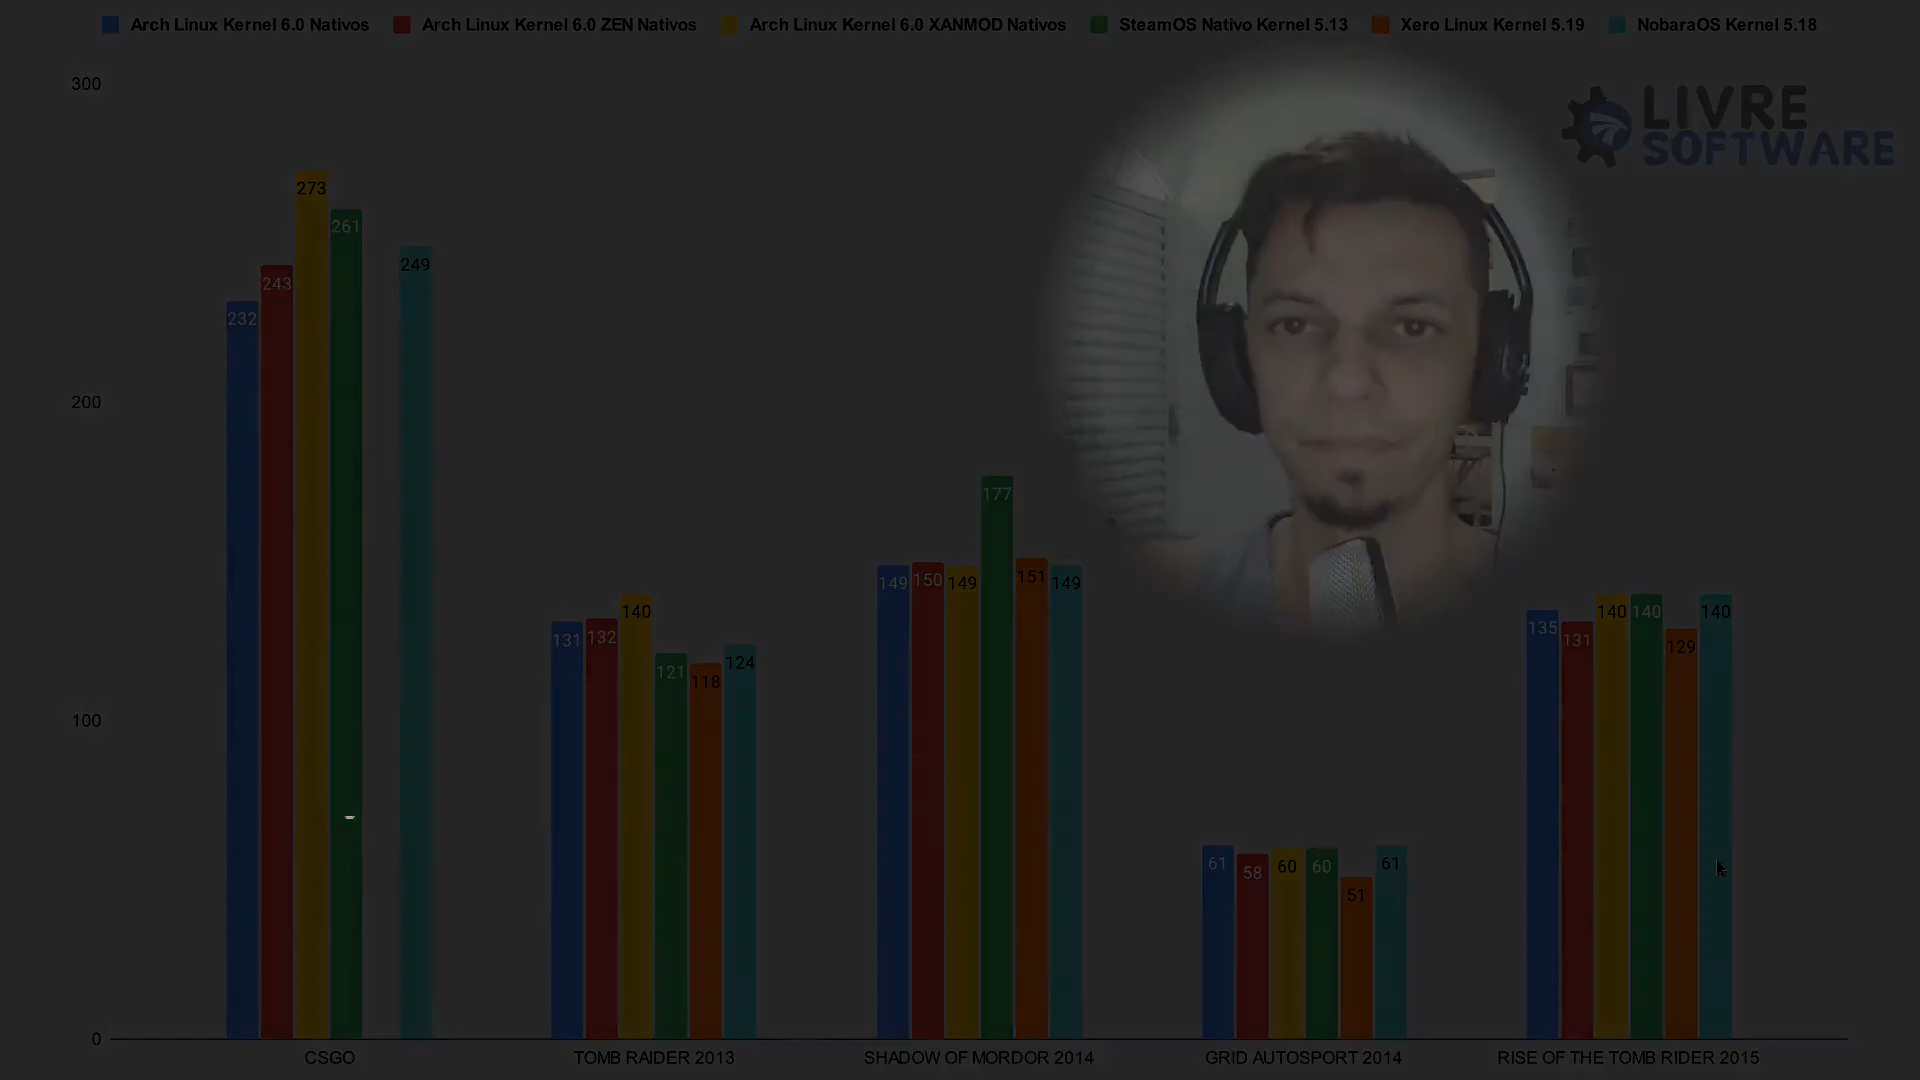 Arch Linux Kernel 6.0 Nativos Arch Linux Kernel 6.0 ZEN Nativos Arch Linux Kernel 6.0 XANMOD Nativos SteamOS Nativo Kernel 5.13 Xero Linux Kernel 5.19 NobaraOS Kernel 5.18
300
LIVRE
SOFTWARE
200
100
0
232 243 273 261 249
131 132 140 121 118 124
149 150 149 177 151 149
61 58 60 60 51 61
135 131 140 140 129 140
CSGO TOMB RAIDER 2013 SHADOW OF MORDOR 2014 GRID AUTOSPORT 2014 RISE OF THE TOMB RIDER 2015